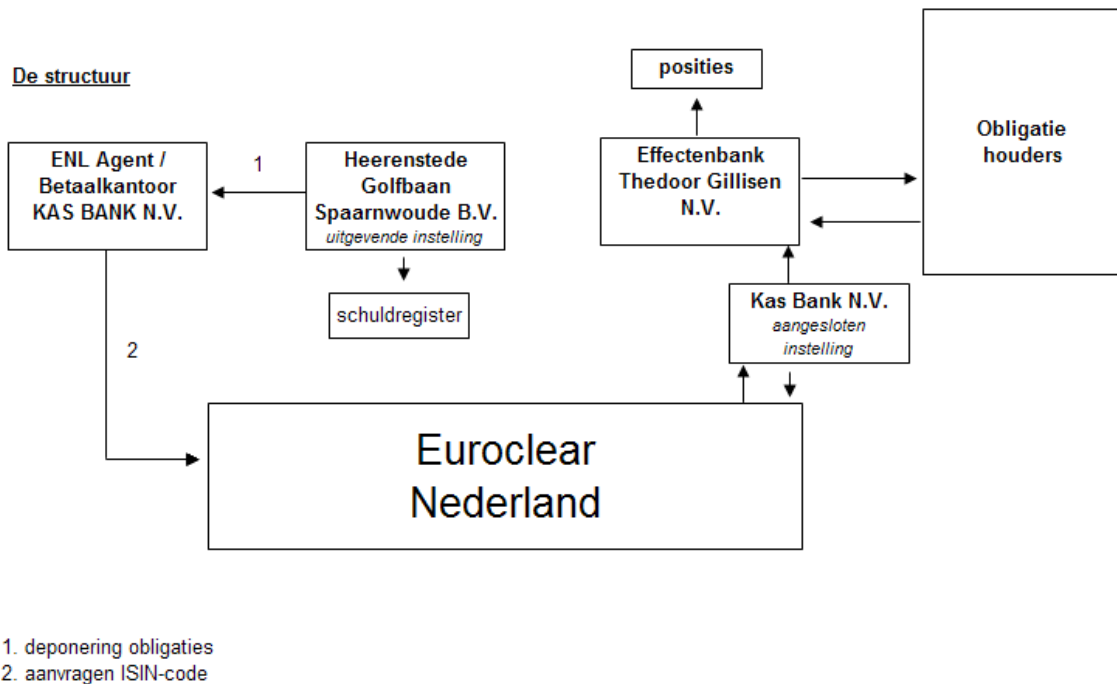 De structuur
ENL Agent /
Betaalkantoor
KAS BANK N.V.
1
Heerenstede
Golfbaan
Spaarnwoude B.V.
uitgevende instelling
schuldregister
2
posities
Effectenbank
Thedoor Gillisen
N.V.
Obligatie
houders
Kas Bank N.V.
aangesloten
instelling
Euroclear
Nederland
1. deponering obligaties
2. aanvragen ISIN-code